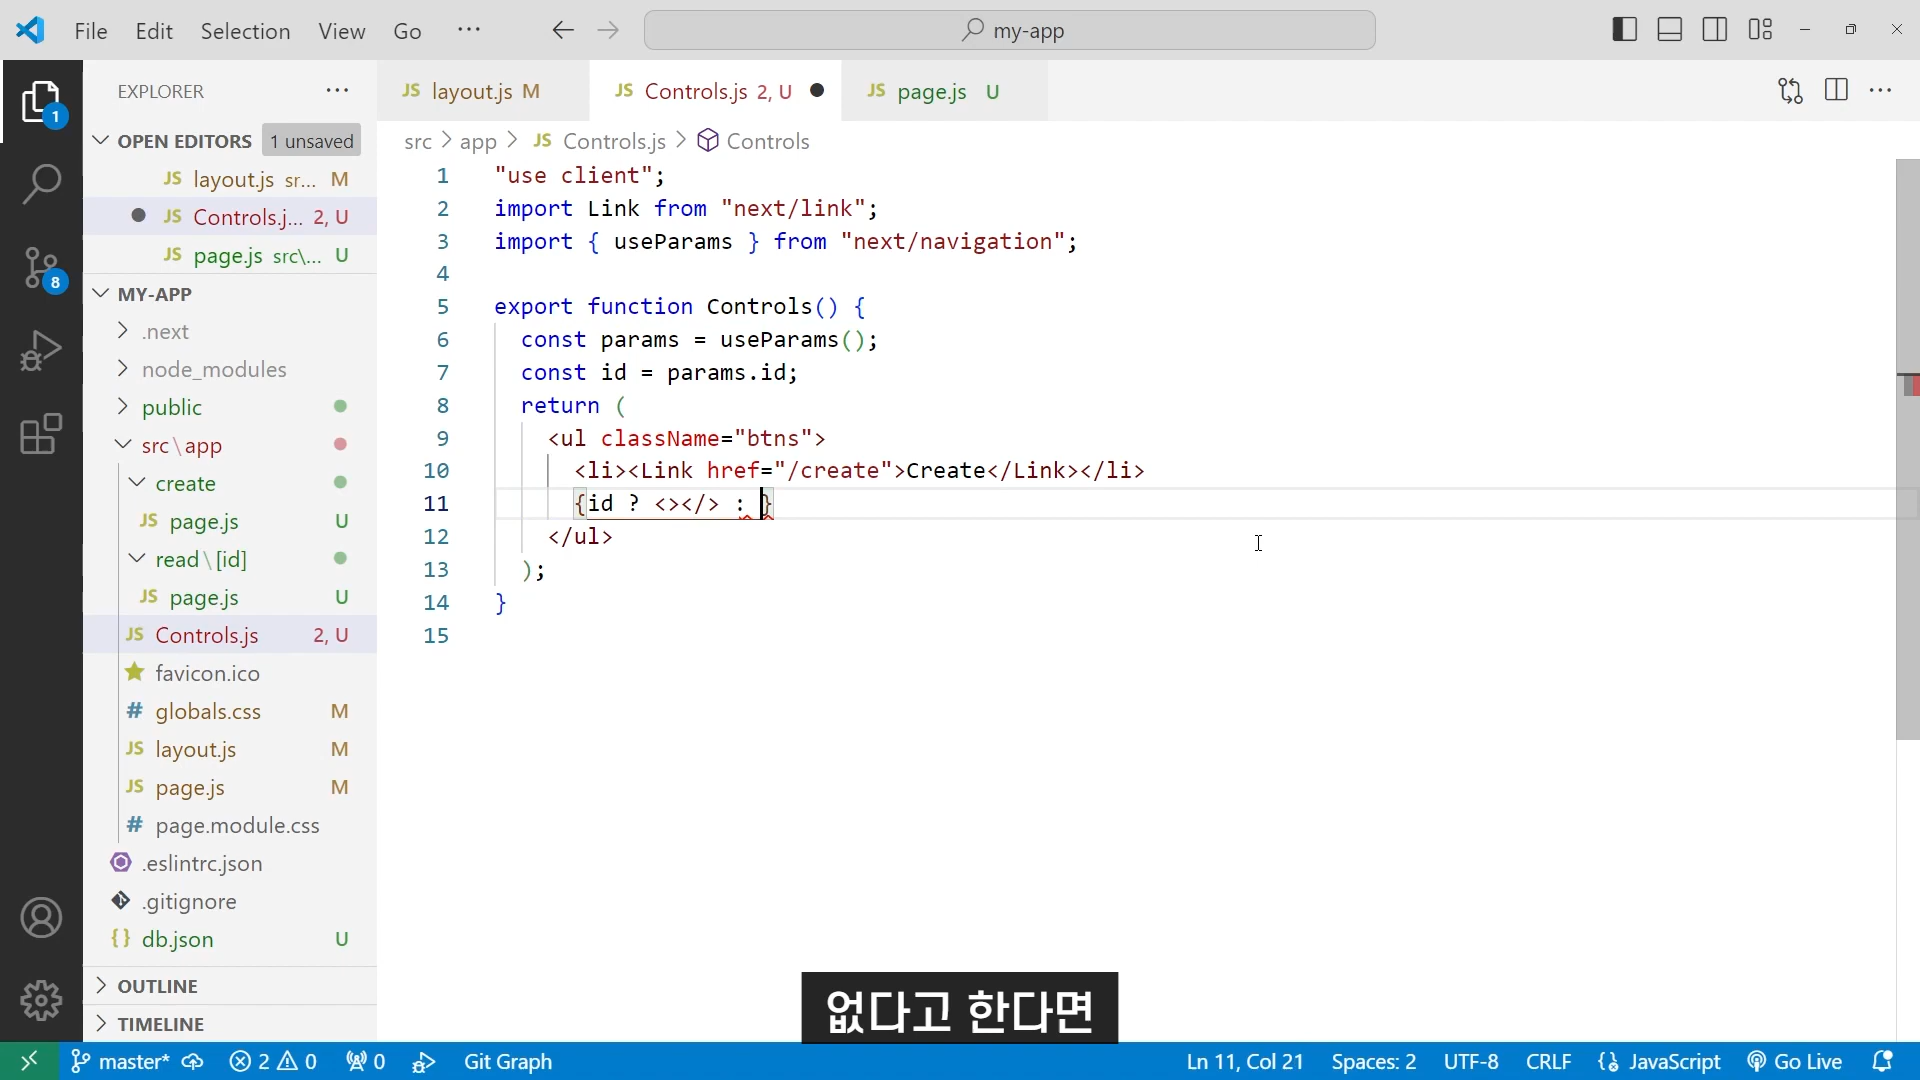 File Edit Selection View Go ···
my-app
EXPLORER ···
OPEN EDITORS 1 unsaved
JS layout.js sr... M
JS Controls.j... 2, U
JS page.js src\... U
MY-APP
.next
node_modules
public
src\app
create
JS page.js U
read\[id]
JS page.js U
JS Controls.js 2, U
favicon.ico
# globals.css M
JS layout.js M
JS page.js M
# page.module.css
.eslintrc.json
.gitignore
{} db.json U
OUTLINE
TIMELINE
1
8
JS layout.js M JS Controls.js 2, U JS page.js U
src > app > JS Controls.js > Controls
1 "use client";
2 import Link from "next/link";
3 import { useParams } from "next/navigation";
4
5 export function Controls() {
6 const params = useParams();
7 const id = params.id;
8 return (
9 <ul className="btns">
10 <li><Link href="/create">Create</Link></li>
11 {id ? <></> : }
12 </ul>
13 );
14 }
15
없다고 한다면
master* 2 0 0 Git Graph Ln 11, Col 21 Spaces: 2 UTF-8 CRLF JavaScript Go Live